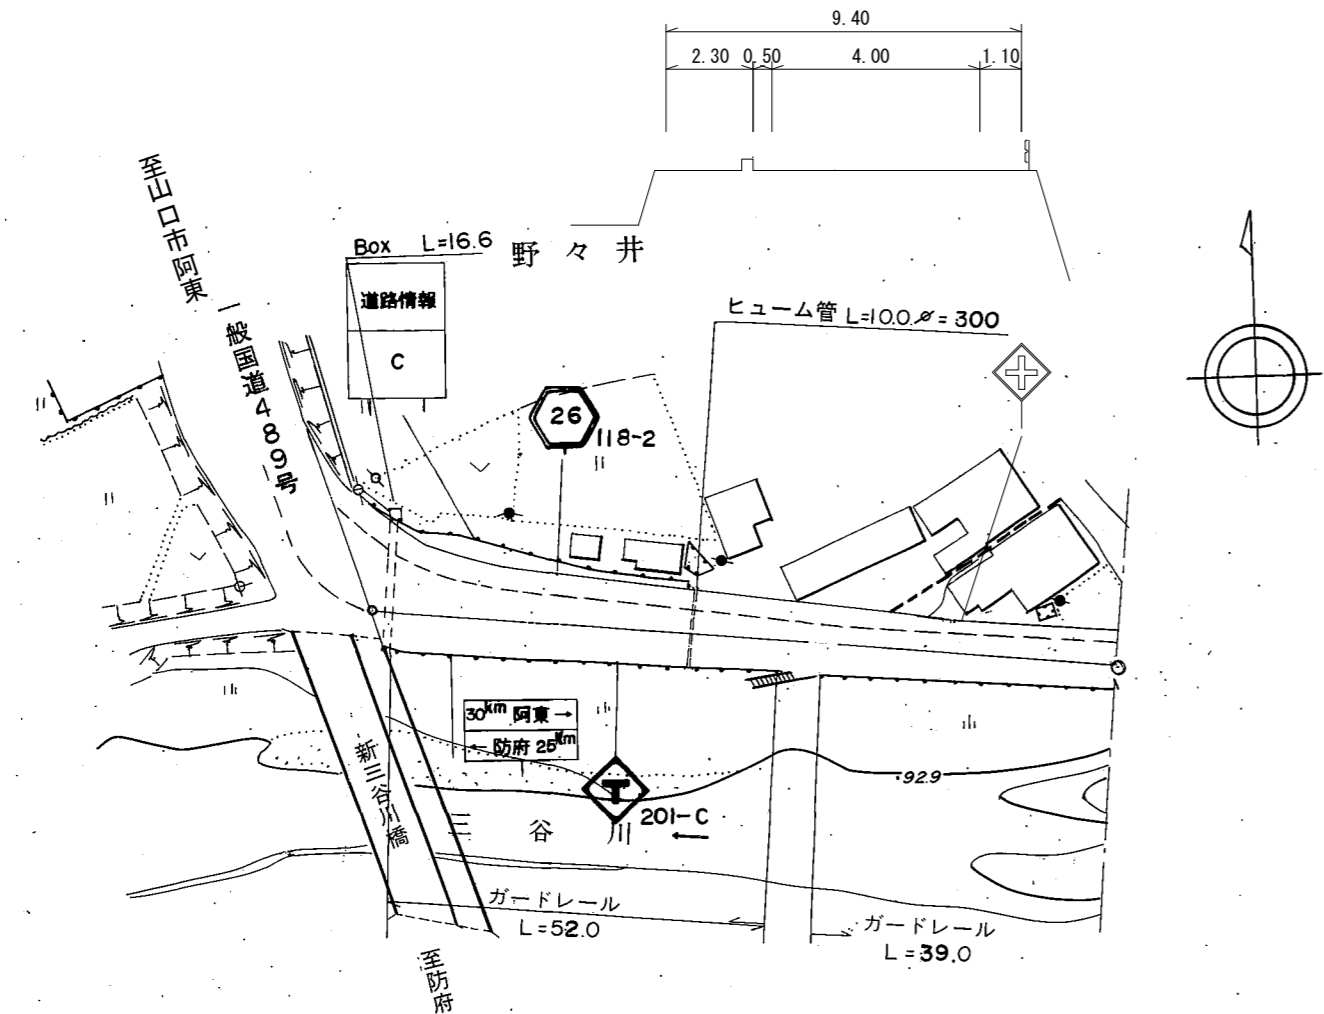 9.40
2.30 0.50 4.00 1.10
至山口市阿東
一般国道489号
Box L=16.6
野々井
道路情報
C
ヒューム管 L=10.0 ⌀=300
26
118-2
30km 阿東→
←防府 25km
新三谷川橋
92.9
T
201-C
←
三谷川
ガードレール
L=52.0
ガードレール
L=39.0
至防府